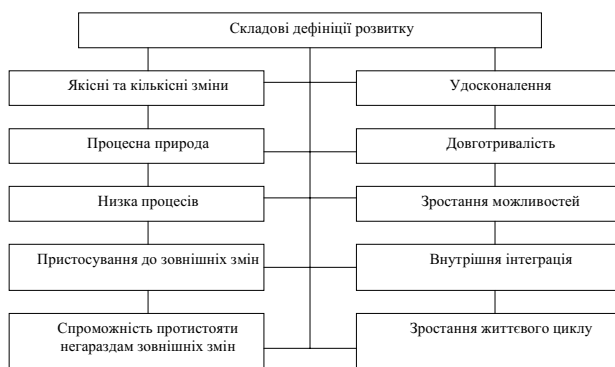 Складові дефініції розвитку
Якісні та кількісні зміни
Удосконалення
Процесна природа
Довготривалість
Низка процесів
Зростання можливостей
Пристосування до зовнішніх змін
Внутрішня інтеграція
Спроможність протистояти
негараздам зовнішніх змін
Зростання життєвого циклу